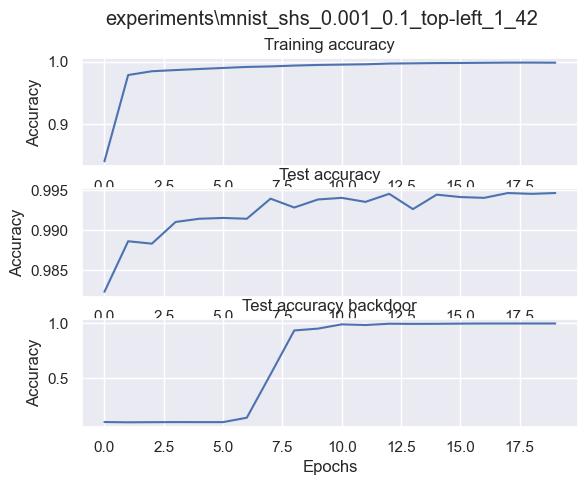 experiments\mnist_shs_0.001_0.1_top-left_1_42
Training accuracy
1.0
0.9
Accuracy
0.0 2.5 5.0 7.5 10.0 12.5 15.0 17.5
Test accuracy
0.995
0.990
0.985
Accuracy
0.0 2.5 5.0 7.5 10.0 12.5 15.0 17.5
Test accuracy backdoor
1.0
0.5
Accuracy
0.0 2.5 5.0 7.5 10.0 12.5 15.0 17.5
Epochs